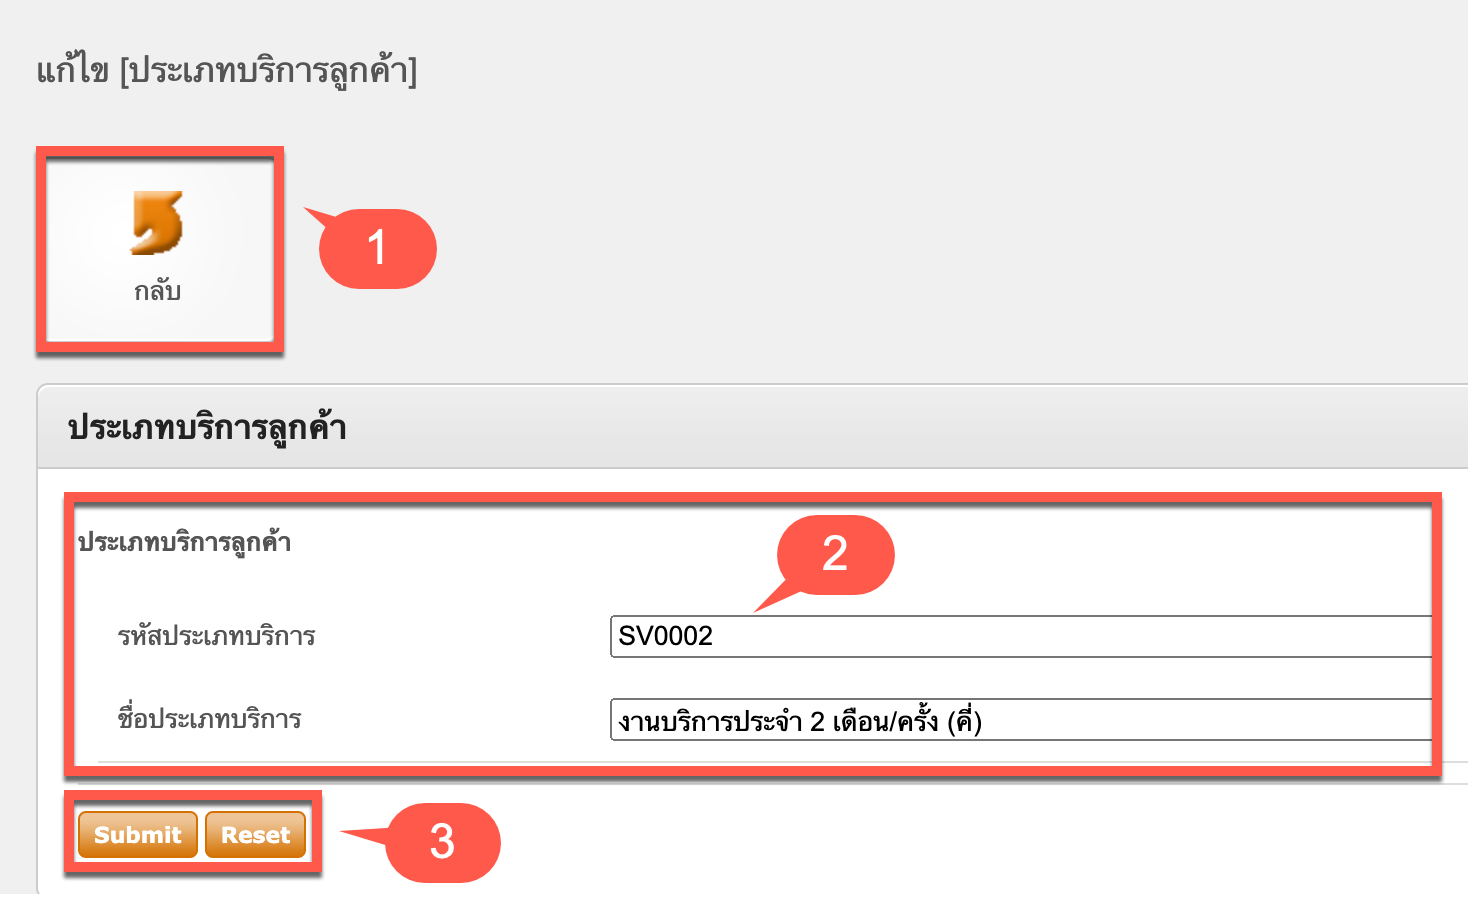 แก้ไข [ประเภทบริการลูกค้า]
1
กลับ
ประเภทบริการลูกค้า
ประเภทบริการลูกค้า
2
รหัสประเภทบริการ SV0002
ชื่อประเภทบริการ งานบริการประจำ 2 เดือน/ครั้ง (คี่)
Submit Reset 3